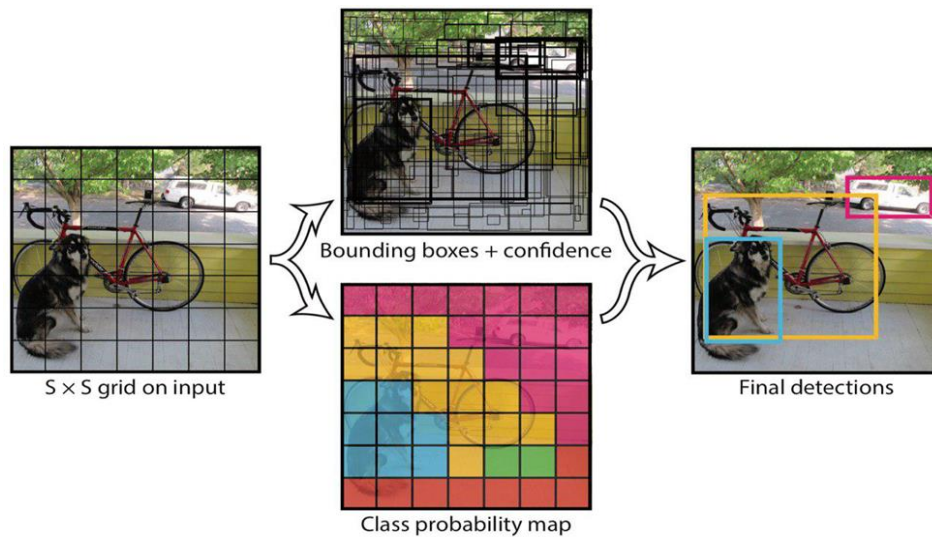 S × S grid on input
Bounding boxes + confidence
Class probability map
Final detections